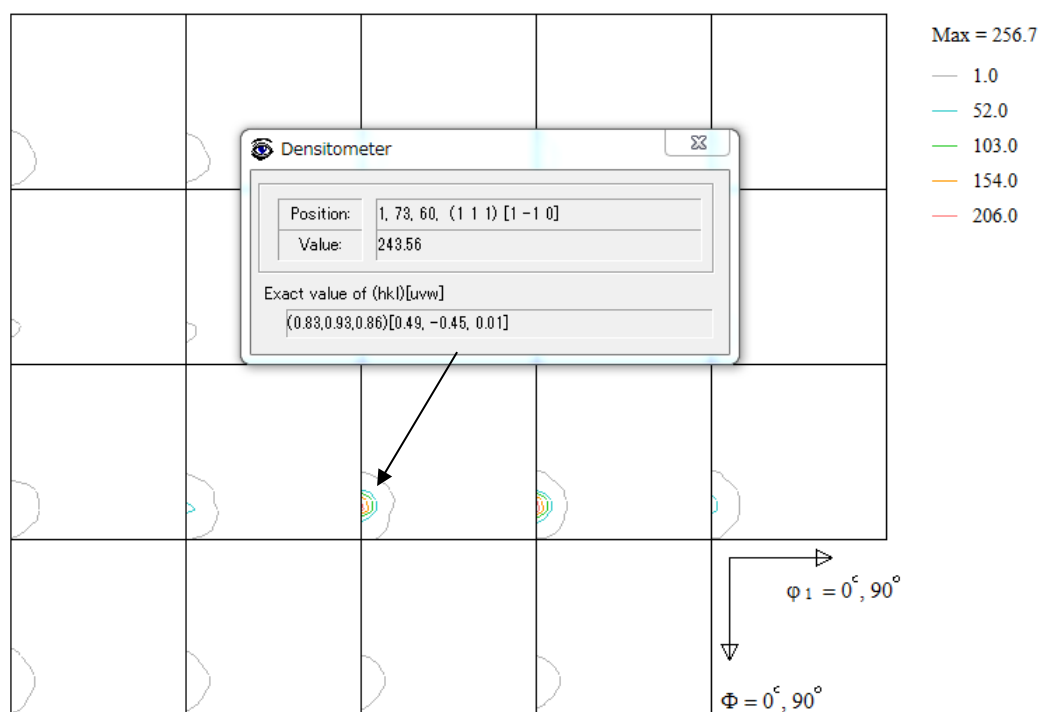 Max = 256.7
1.0
52.0
103.0
154.0
206.0
Densitometer
Position: 1, 73, 60, (1 1 1) [1 -1 0]
Value: 243.56
Exact value of (hkl)[uvw]
(0.83,0.93,0.86)[0.49, -0.45, 0.01]
φ 1 = 0°, 90°
Φ = 0°, 90°